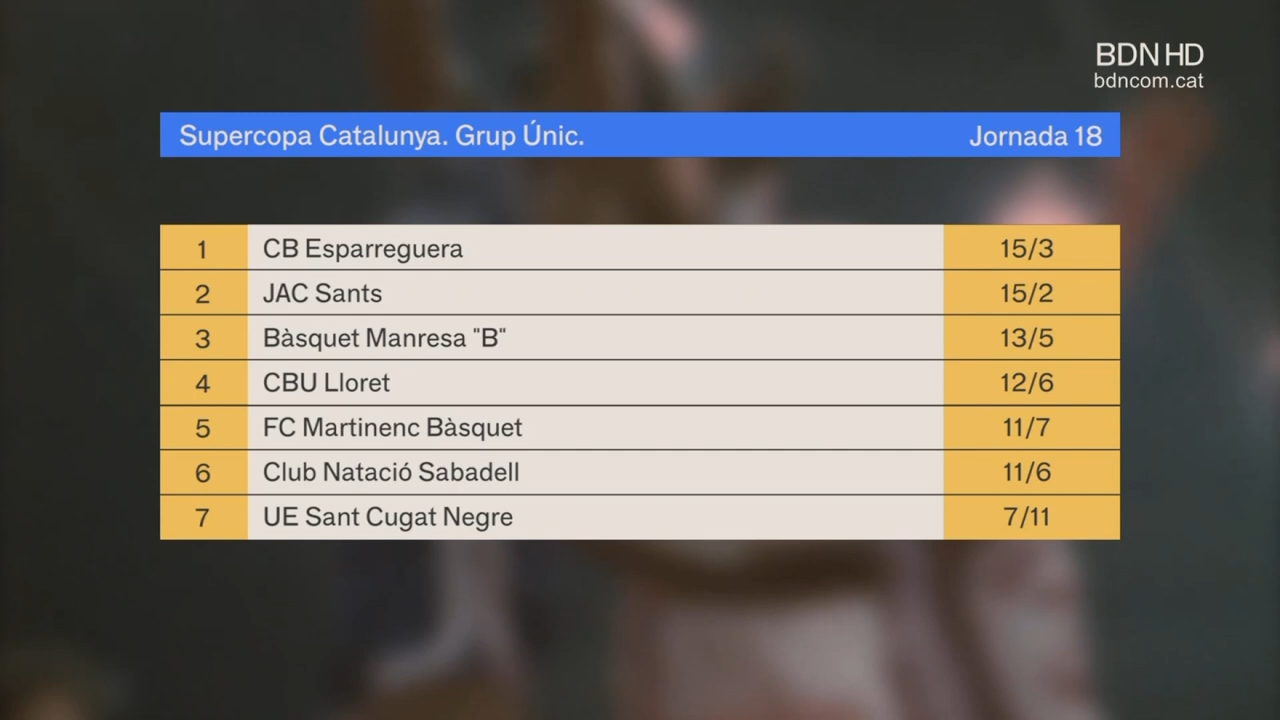 BDN HD
bdncom.cat
Supercopa Catalunya. Grup Únic. Jornada 18
1 CB Esparreguera 15/3
2 JAC Sants 15/2
3 Bàsquet Manresa "B" 13/5
4 CBU Lloret 12/6
5 FC Martinenc Bàsquet 11/7
6 Club Natació Sabadell 11/6
7 UE Sant Cugat Negre 7/11